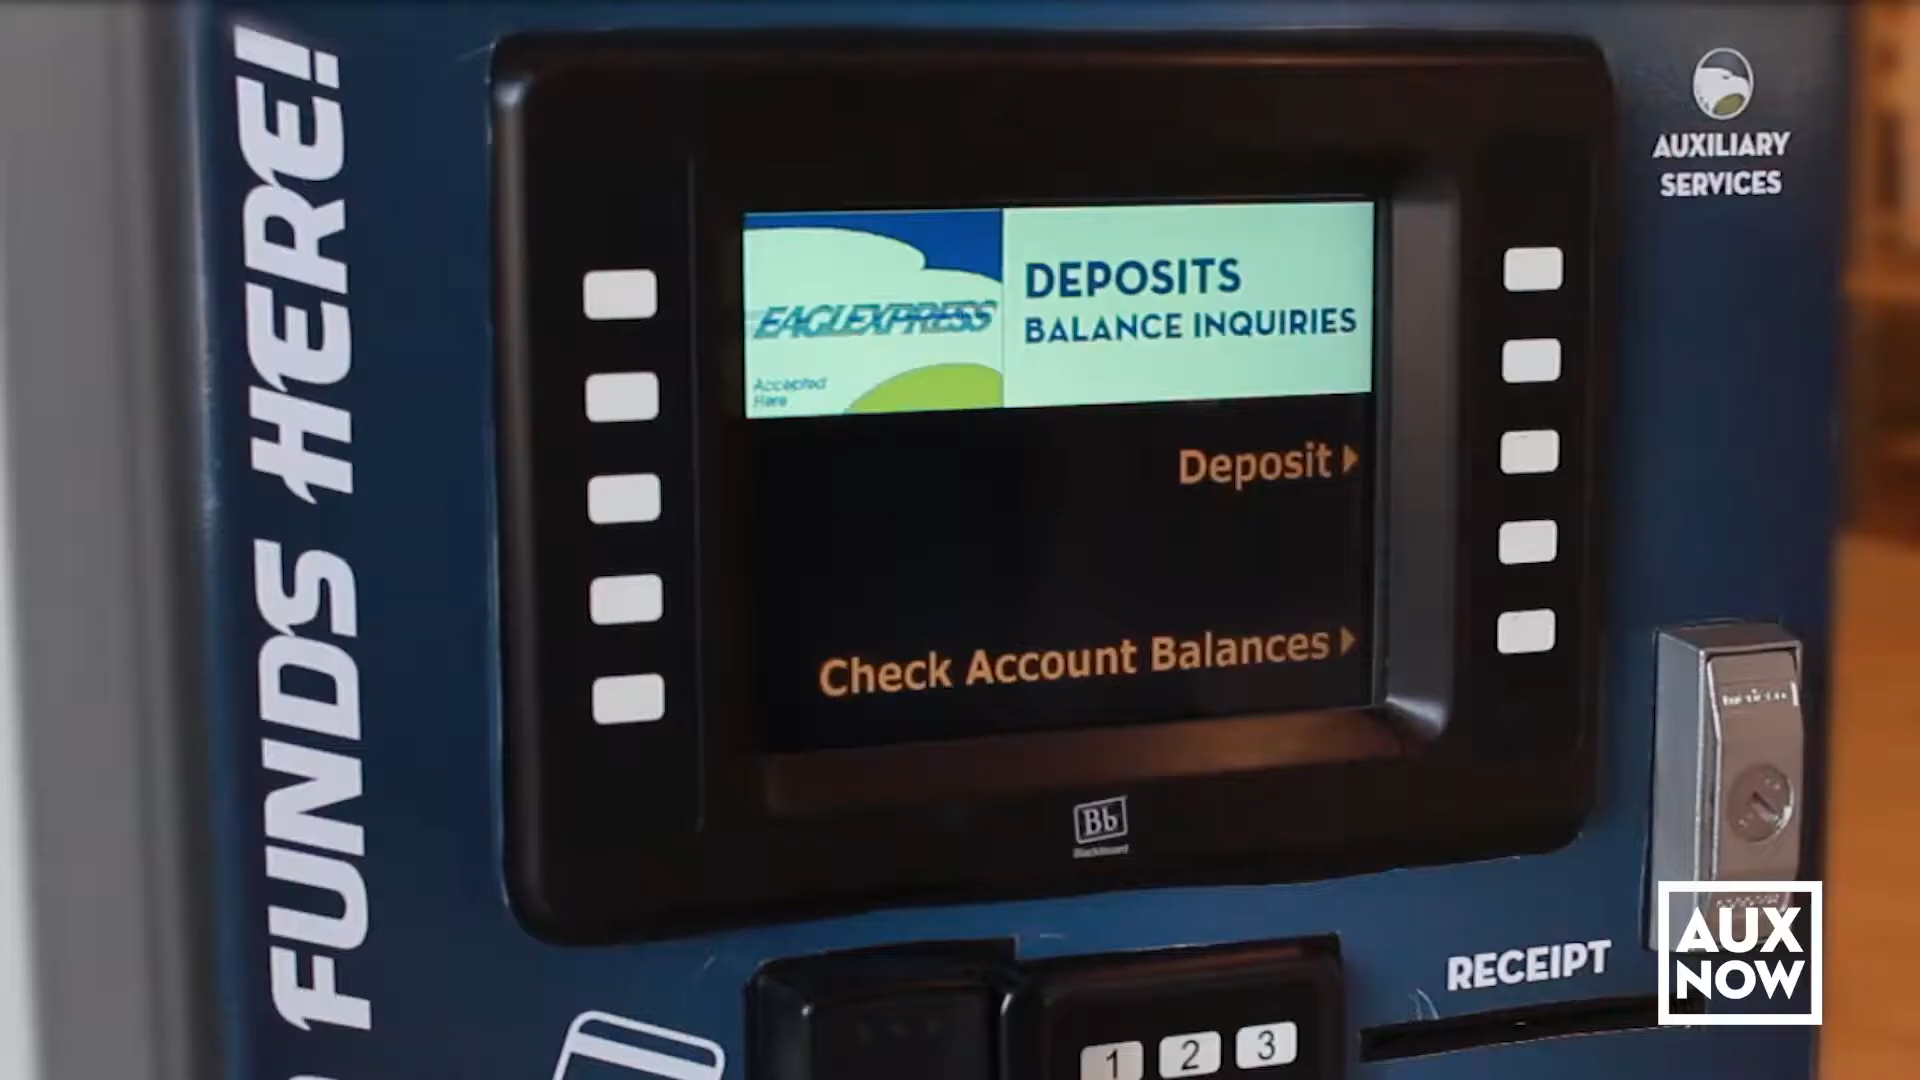 FUNDS HERE!
AUXILIARY
SERVICES
EAGLEXPRESS
Accepted
Here
DEPOSITS
BALANCE INQUIRIES
Deposit
Check Account Balances
Bb
Blackboard
RECEIPT
1 2 3
AUX
NOW